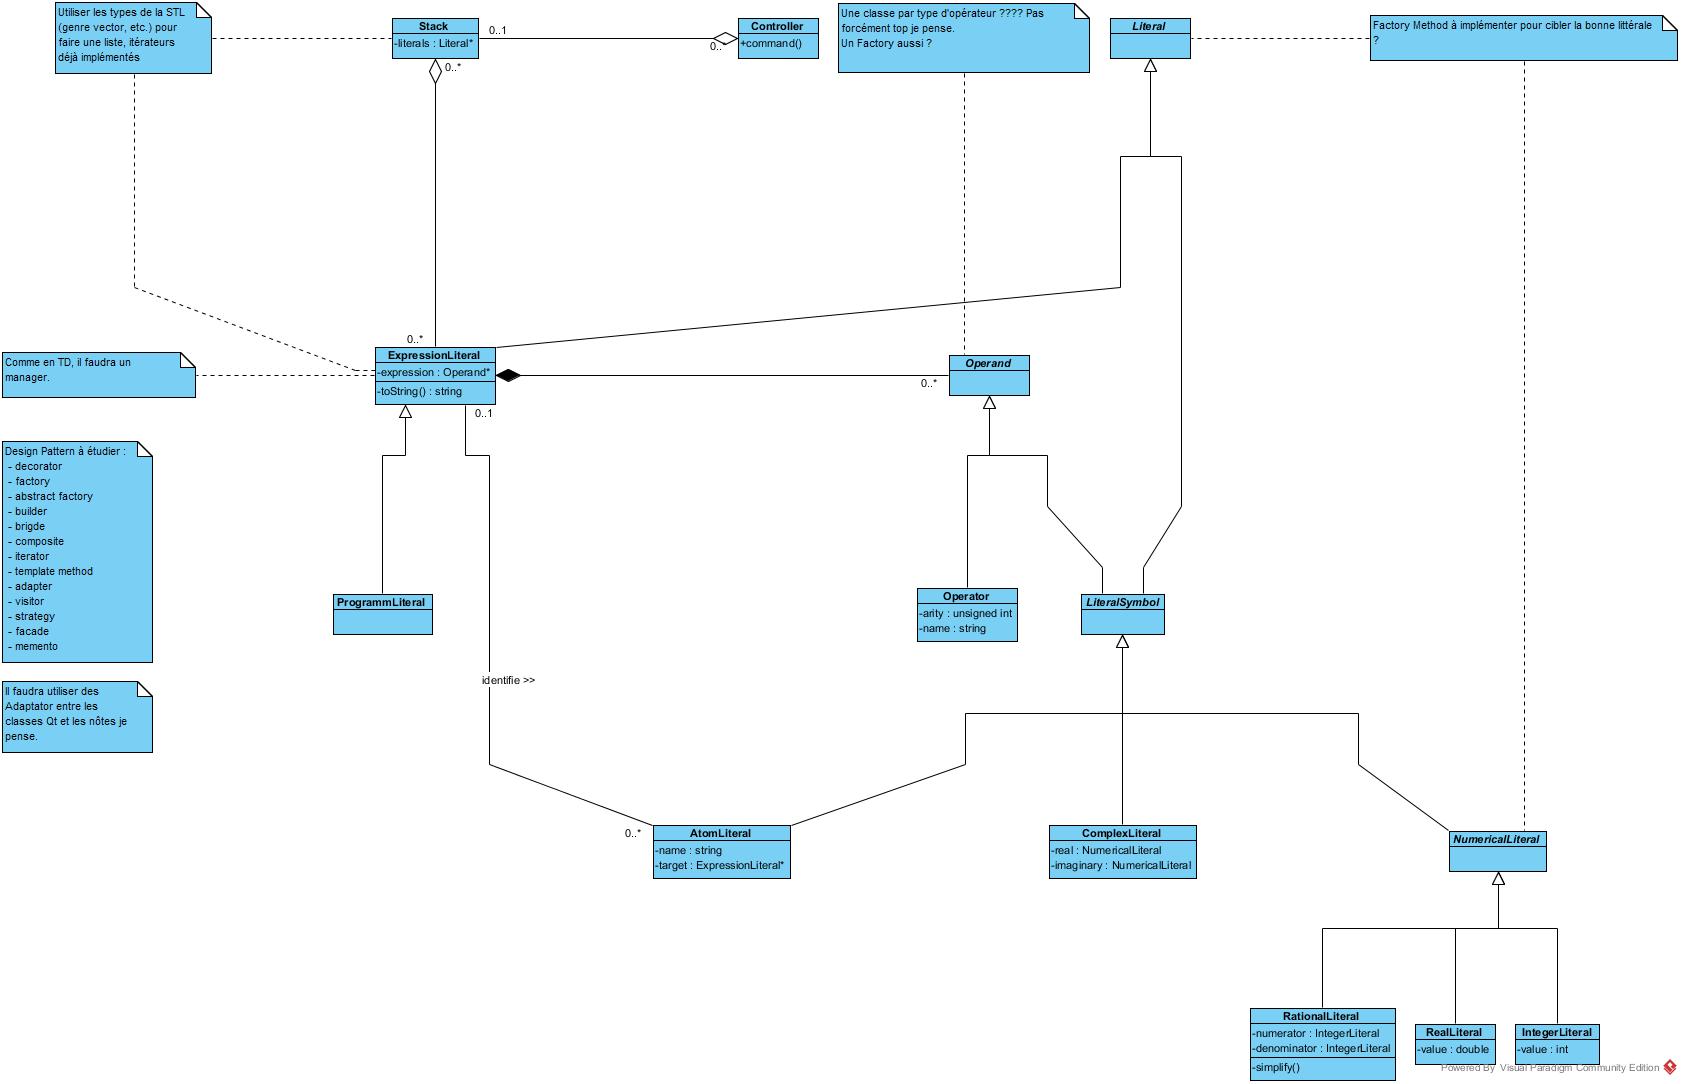 Utiliser les types de la STL
(genre vector, etc.) pour
faire une liste, itérateurs
déjà implémentés
Stack
-literals : Literal*
0..1
0..*
Controller
+command()
0..*
Une classe par type d'opérateur ???? Pas
forcément top je pense.
Un Factory aussi ?
Literal
Factory Method à implémenter pour cibler la bonne littérale
?
0..*
ExpressionLiteral
-expression : Operand*
-toString() : string
0..1
Comme en TD, il faudra un
manager.
0..*
Operand
Design Pattern à étudier :
- decorator
- factory
- abstract factory
- builder
- brigde
- composite
- iterator
- template method
- adapter
- visitor
- strategy
- facade
- memento
ProgrammLiteral
Operator
-arity : unsigned int
-name : string
LiteralSymbol
identifie >>
Il faudra utiliser des
Adaptator entre les
classes Qt et les nôtes je
pense.
0..*
AtomLiteral
-name : string
-target : ExpressionLiteral*
ComplexLiteral
-real : NumericalLiteral
-imaginary : NumericalLiteral
NumericalLiteral
RationalLiteral
-numerator : IntegerLiteral
-denominator : IntegerLiteral
-simplify()
RealLiteral
-value : double
IntegerLiteral
-value : int
Powered By Visual Paradigm Community Edition